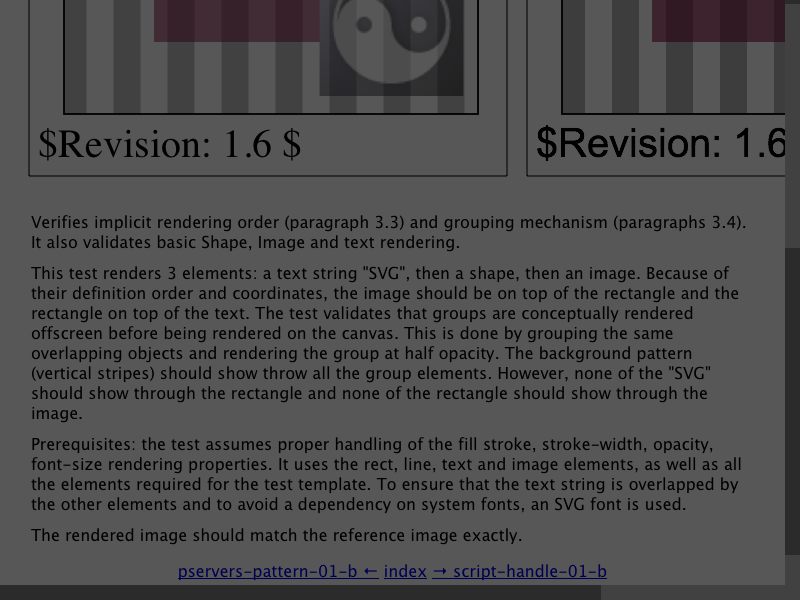 $Revision: 1.6 $ $Revision: 1.6
Verifies implicit rendering order (paragraph 3.3) and grouping mechanism (paragraphs 3.4).
It also validates basic Shape, Image and text rendering.
This test renders 3 elements: a text string "SVG", then a shape, then an image. Because of
their definition order and coordinates, the image should be on top of the rectangle and the
rectangle on top of the text. The test validates that groups are conceptually rendered
offscreen before being rendered on the canvas. This is done by grouping the same
overlapping objects and rendering the group at half opacity. The background pattern
(vertical stripes) should show throw all the group elements. However, none of the "SVG"
should show through the rectangle and none of the rectangle should show through the
image.
Prerequisites: the test assumes proper handling of the fill stroke, stroke-width, opacity,
font-size rendering properties. It uses the rect, line, text and image elements, as well as all
the elements required for the test template. To ensure that the text string is overlapped by
the other elements and to avoid a dependency on system fonts, an SVG font is used.
The rendered image should match the reference image exactly.
pservers-pattern-01-b ← index → script-handle-01-b